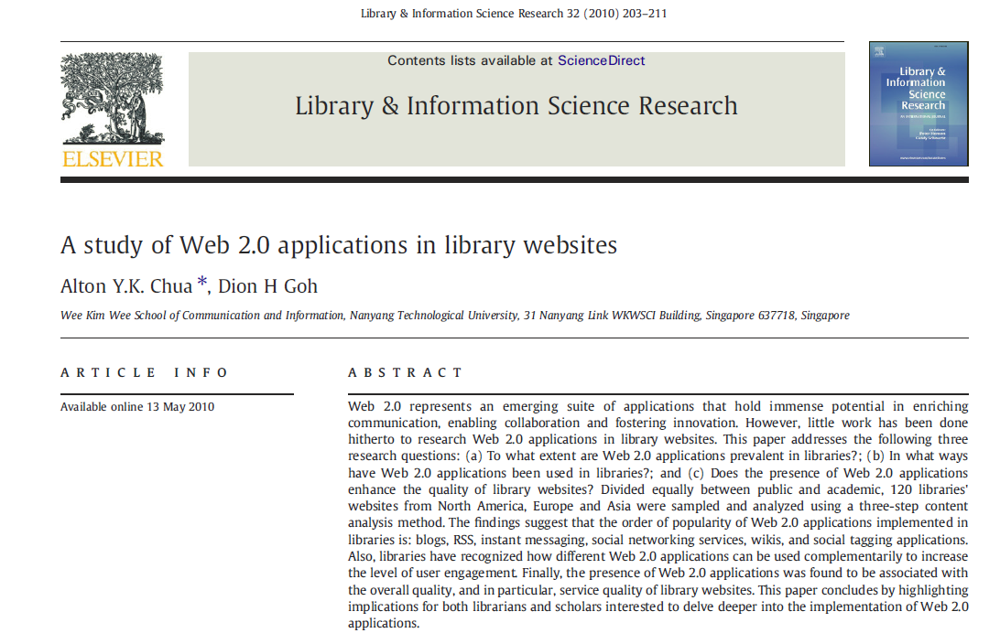 Library & Information Science Research 32 (2010) 203–211
Contents lists available at ScienceDirect
Library & Information Science Research
ELSEVIER
Library &
Information
Science
Research
A study of Web 2.0 applications in library websites
Alton Y.K. Chua *, Dion H Goh
Wee Kim Wee School of Communication and Information, Nanyang Technological University, 31 Nanyang Link WKWSCI Building, Singapore 637718, Singapore
ARTICLE INFO
Available online 13 May 2010
ABSTRACT
Web 2.0 represents an emerging suite of applications that hold immense potential in enriching
communication, enabling collaboration and fostering innovation. However, little work has been done
hitherto to research Web 2.0 applications in library websites. This paper addresses the following three
research questions: (a) To what extent are Web 2.0 applications prevalent in libraries?; (b) In what ways
have Web 2.0 applications been used in libraries?; and (c) Does the presence of Web 2.0 applications
enhance the quality of library websites? Divided equally between public and academic, 120 libraries'
websites from North America, Europe and Asia were sampled and analyzed using a three-step content
analysis method. The findings suggest that the order of popularity of Web 2.0 applications implemented in
libraries is: blogs, RSS, instant messaging, social networking services, wikis, and social tagging applications.
Also, libraries have recognized how different Web 2.0 applications can be used complementarily to increase
the level of user engagement. Finally, the presence of Web 2.0 applications was found to be associated with
the overall quality, and in particular, service quality of library websites. This paper concludes by highlighting
implications for both librarians and scholars interested to delve deeper into the implementation of Web 2.0
applications.